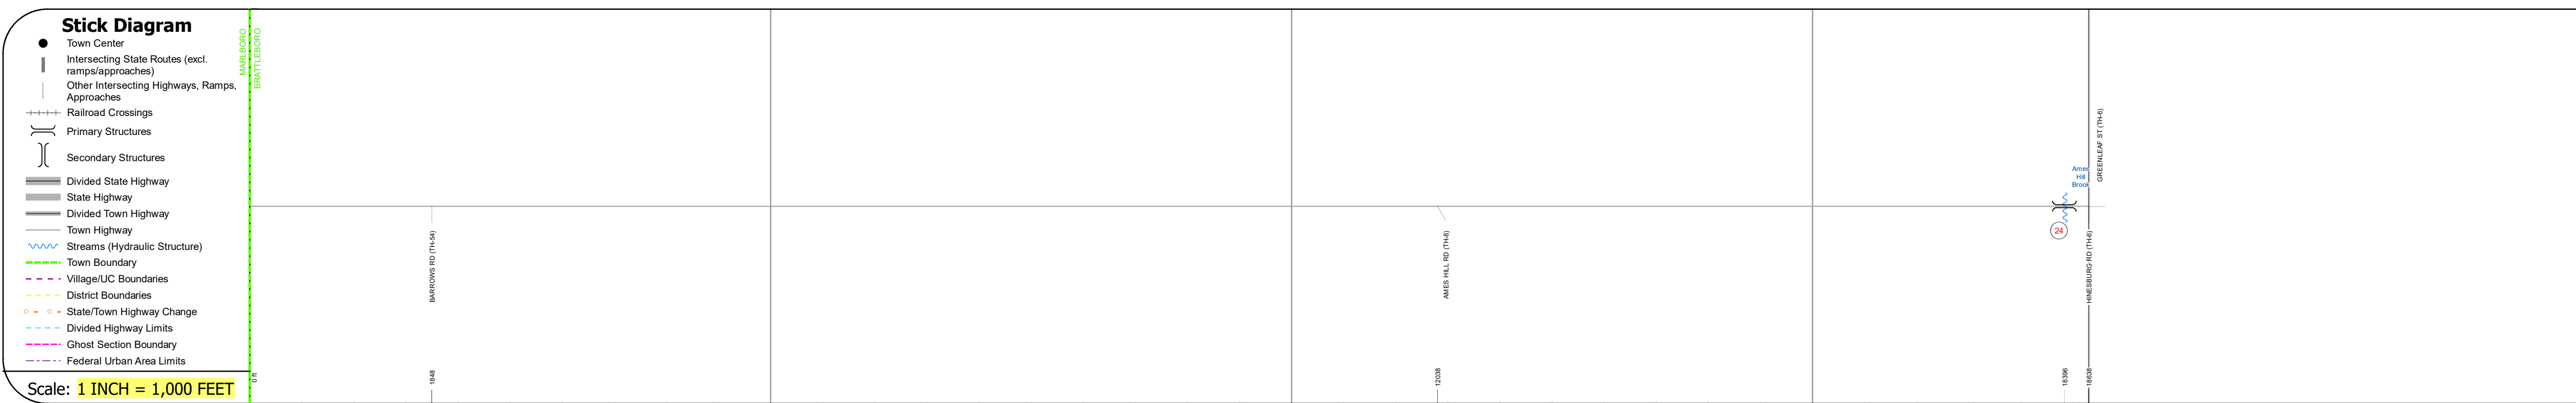 Stick Diagram
Town Center
Intersecting State Routes (excl.
ramps/approaches)
Other Intersecting Highways, Ramps,
Approaches
Railroad Crossings
Primary Structures
Secondary Structures
Divided State Highway
State Highway
Divided Town Highway
Town Highway
Streams (Hydraulic Structure)
Town Boundary
Village/UC Boundaries
District Boundaries
State/Town Highway Change
Divided Highway Limits
Ghost Section Boundary
Federal Urban Area Limits
Scale: 1 INCH = 1,000 FEET
MARLBORO
BRATTLEBORO
0 ft
BARROWS RD (TH-54)
1848
AMES HILL RD (TH-8)
12038
Ames
Hill
Brook
24
18396
GREENLEAF ST (TH-6)
HINESBURG RD (TH-6)
18638